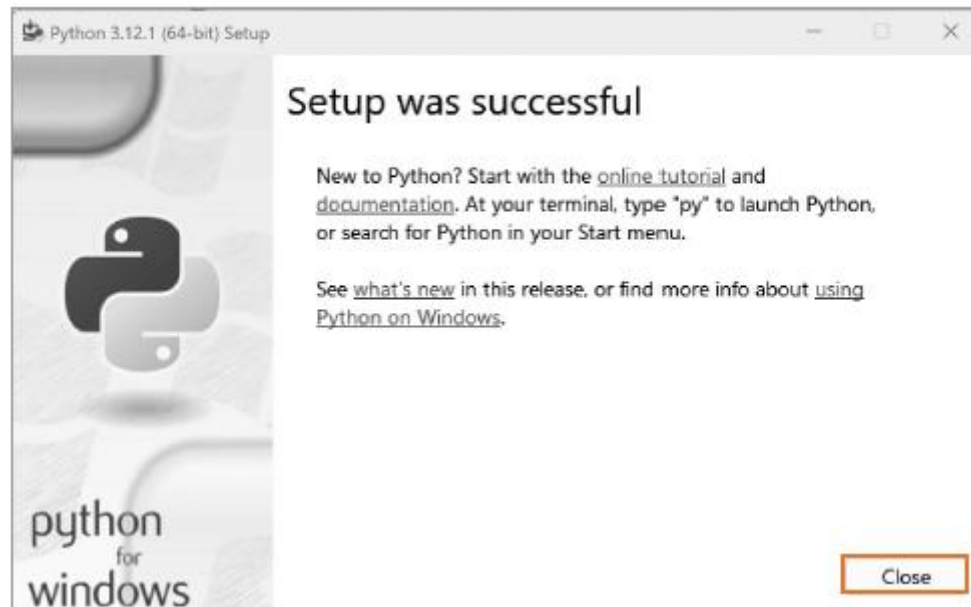 Python 3.12.1 (64-bit) Setup
Setup was successful
New to Python? Start with the online tutorial and
documentation. At your terminal, type "py" to launch Python,
or search for Python in your Start menu.
See what's new in this release, or find more info about using
Python on Windows.
python
for
windows
Close